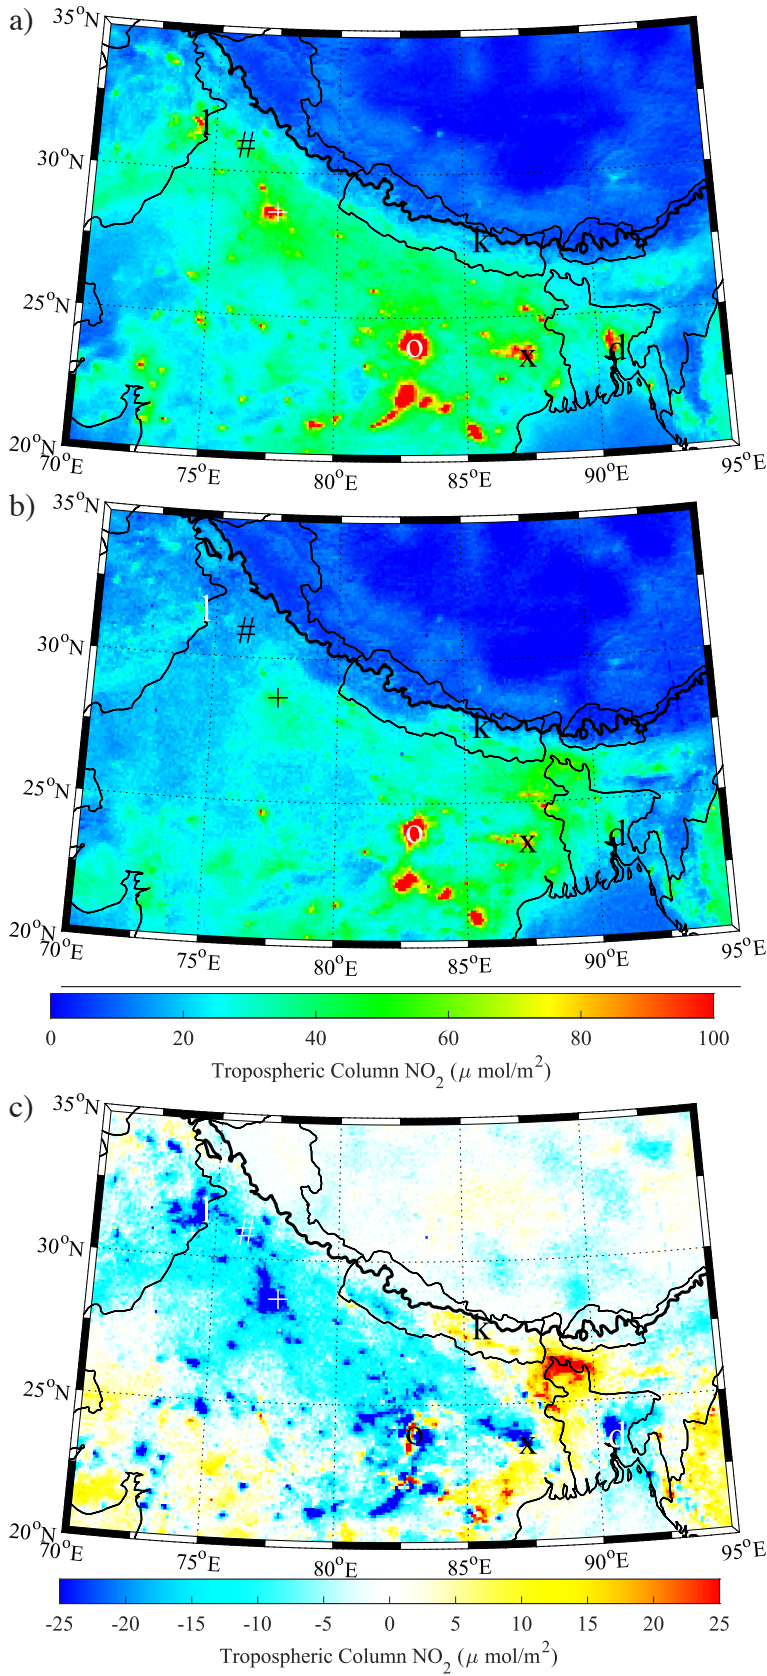 a)
35°N
30°N
25°N
20°N
l
#
+
k
o
x
d
70°E 75°E 80°E 85°E 90°E 95°E
b)
35°N
30°N
25°N
20°N
l
#
+
k
o
x
d
70°E 75°E 80°E 85°E 90°E 95°E
0 20 40 60 80 100
Tropospheric Column NO₂ (μ mol/m²)
c)
35°N
30°N
25°N
20°N
l
#
+
k
o
x
d
70°E 75°E 80°E 85°E 90°E 95°E
-25 -20 -15 -10 -5 0 5 10 15 20 25
Tropospheric Column NO₂ (μ mol/m²)